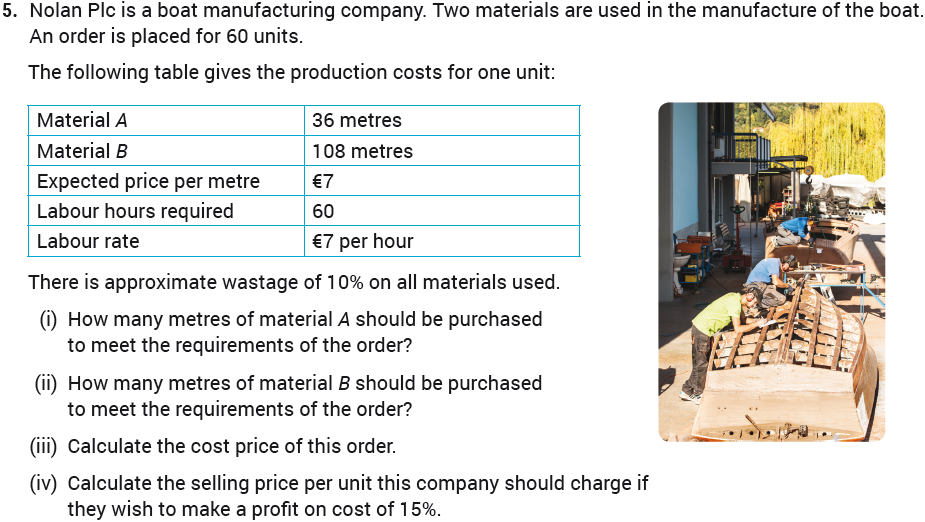 5. Nolan Plc is a boat manufacturing company. Two materials are used in the manufacture of the boat.
An order is placed for 60 units.
The following table gives the production costs for one unit:
Material A 36 metres
Material B 108 metres
Expected price per metre €7
Labour hours required 60
Labour rate €7 per hour
There is approximate wastage of 10% on all materials used.
(i) How many metres of material A should be purchased
to meet the requirements of the order?
(ii) How many metres of material B should be purchased
to meet the requirements of the order?
(iii) Calculate the cost price of this order.
(iv) Calculate the selling price per unit this company should charge if
they wish to make a profit on cost of 15%.